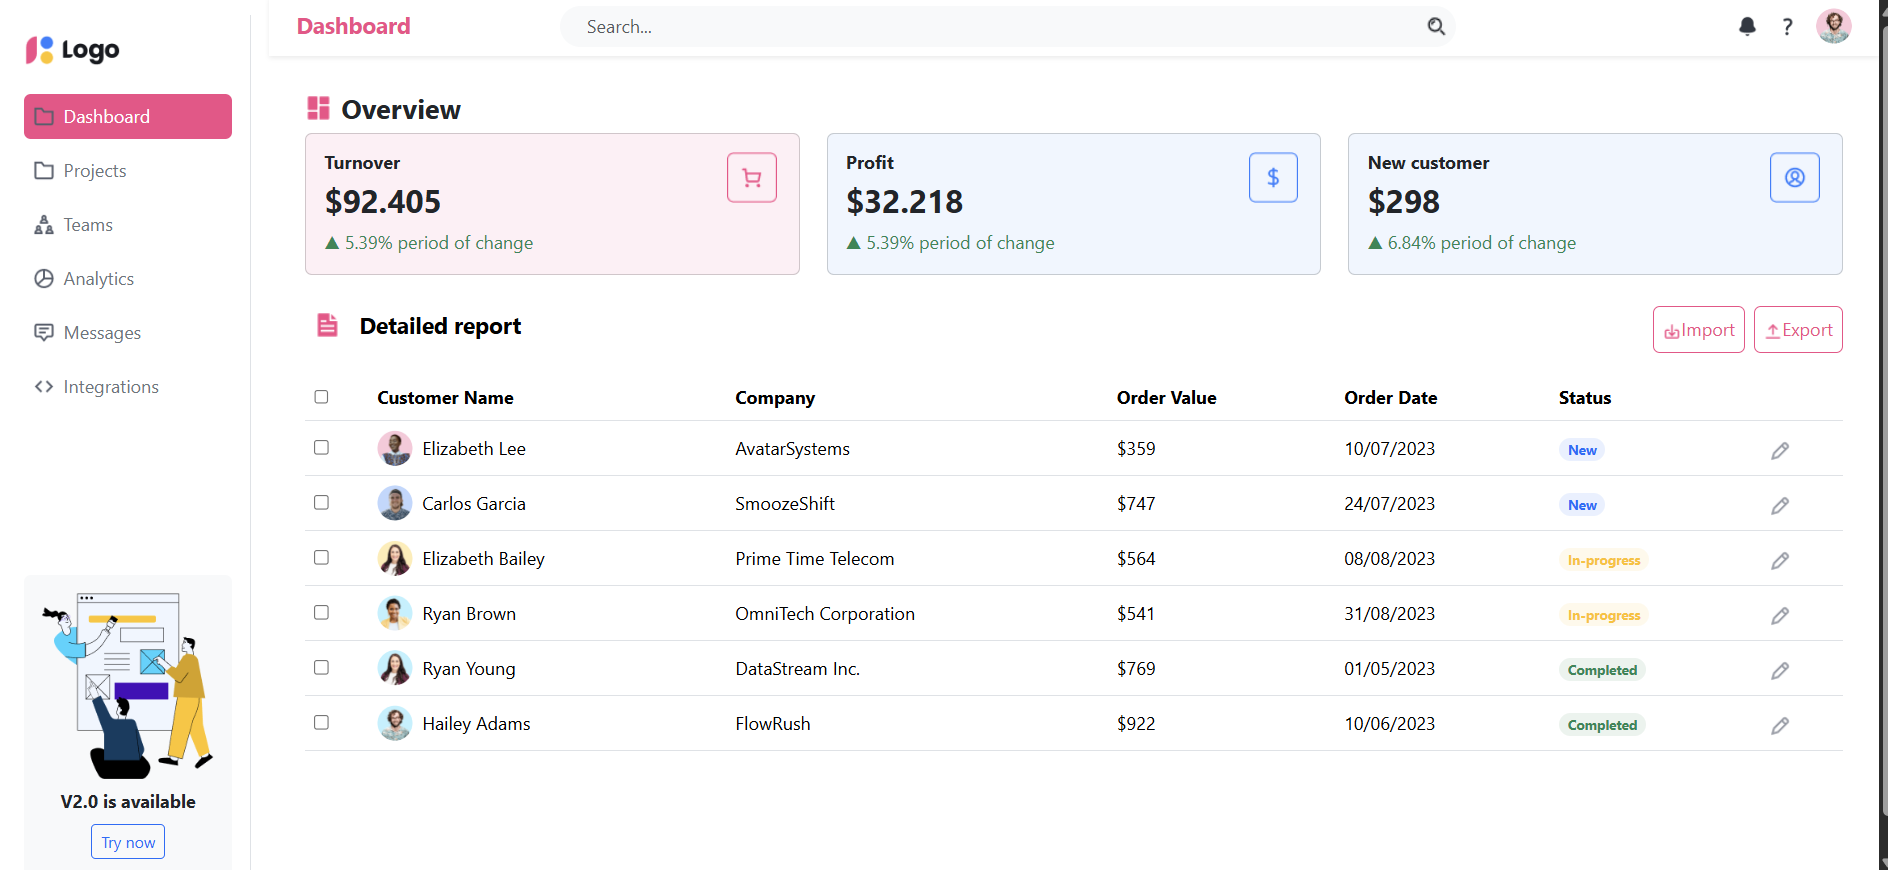 Logo
Dashboard
Projects
Teams
Analytics
Messages
Integrations
V2.0 is available
Try now
Dashboard
Search...
?
Overview
Turnover
$92.405
▲ 5.39% period of change
Profit
$32.218
▲ 5.39% period of change
New customer
$298
▲ 6.84% period of change
Detailed report
Import Export
Customer Name Company Order Value Order Date Status
Elizabeth Lee AvatarSystems $359 10/07/2023 New
Carlos Garcia SmoozeShift $747 24/07/2023 New
Elizabeth Bailey Prime Time Telecom $564 08/08/2023 In-progress
Ryan Brown OmniTech Corporation $541 31/08/2023 In-progress
Ryan Young DataStream Inc. $769 01/05/2023 Completed
Hailey Adams FlowRush $922 10/06/2023 Completed